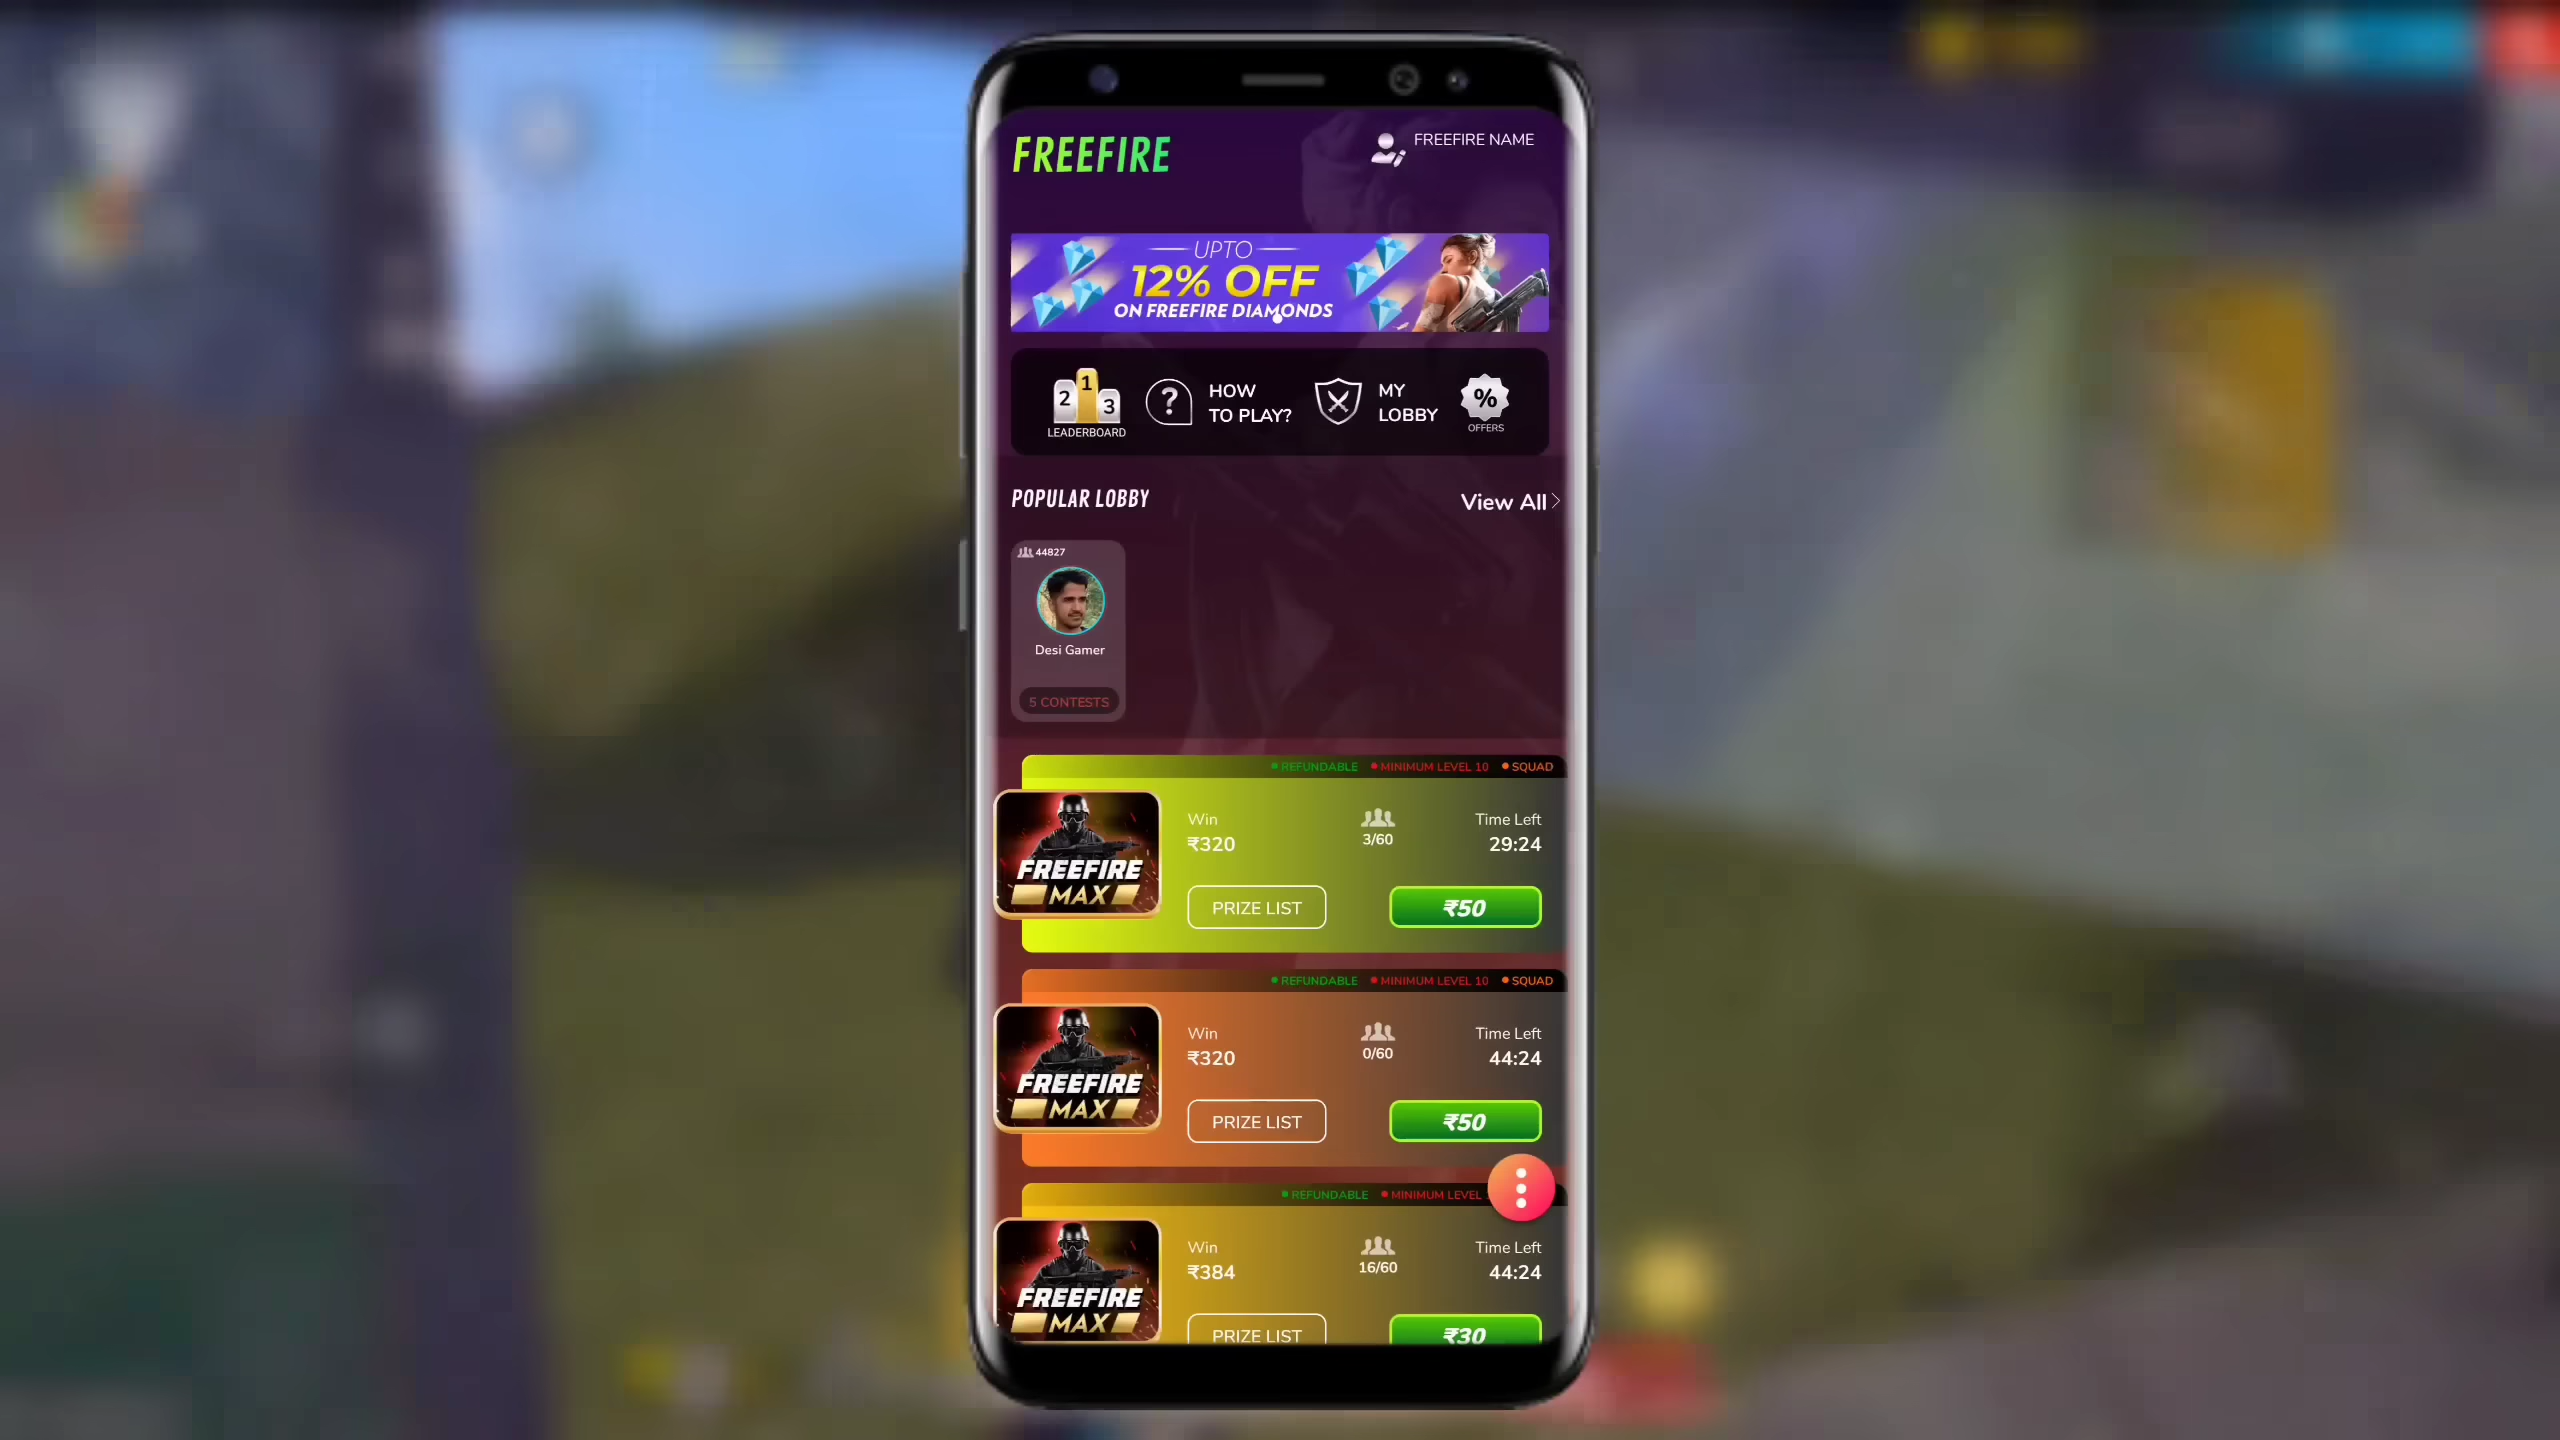 FREEFIRE
FREEFIRE NAME
UPTO
12% OFF
ON FREEFIRE DIAMONDS
2 1 3
LEADERBOARD
?
HOW
TO PLAY?
MY
LOBBY
%
OFFERS
POPULAR LOBBY
View All
44827
Desi Gamer
5 CONTESTS
REFUNDABLE MINIMUM LEVEL 10 SQUAD
FREEFIRE
MAX
Win
₹320
3/60
Time Left
29:24
PRIZE LIST
₹50
REFUNDABLE MINIMUM LEVEL 10 SQUAD
FREEFIRE
MAX
Win
₹320
0/60
Time Left
44:24
PRIZE LIST
₹50
REFUNDABLE MINIMUM LEVEL
FREEFIRE
MAX
Win
₹384
16/60
Time Left
44:24
PRIZE LIST
₹30